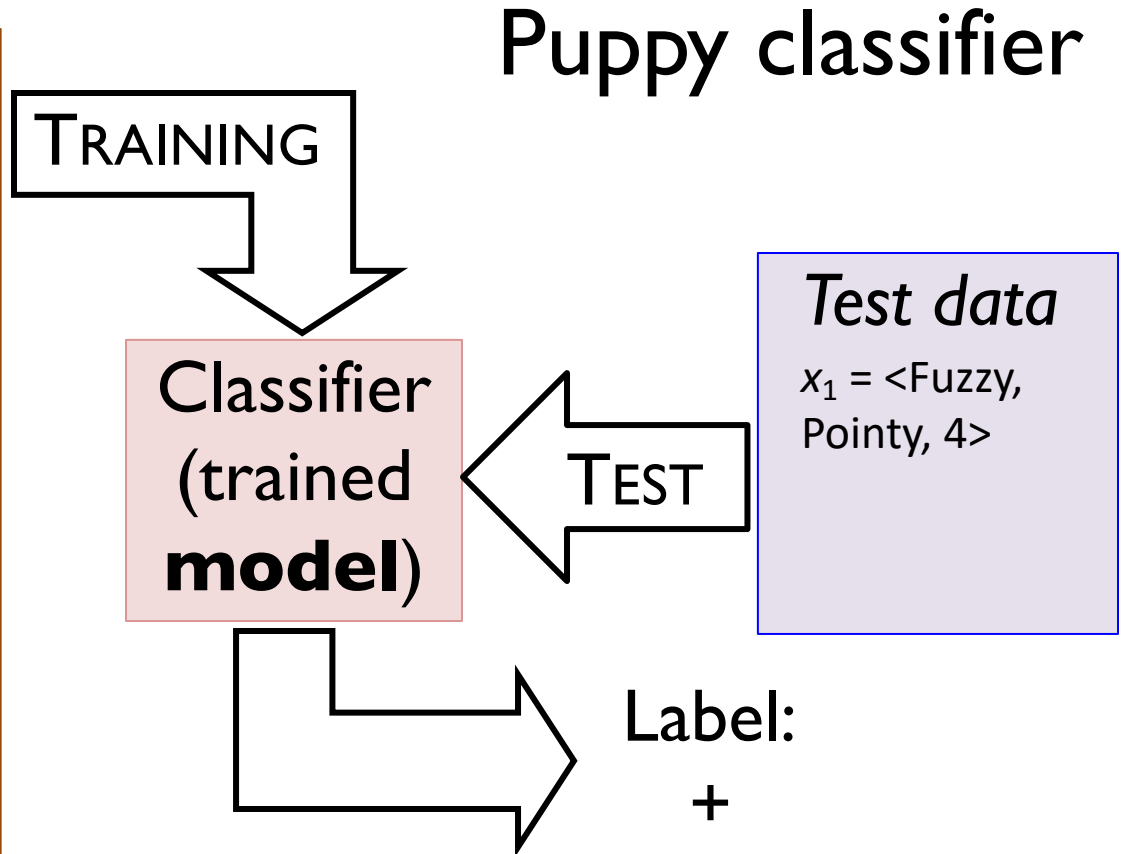 Puppy classifier
TRAINING
Classifier
(trained
model)
TEST
Test data
x₁ = <Fuzzy,
Pointy, 4>
Label:
+